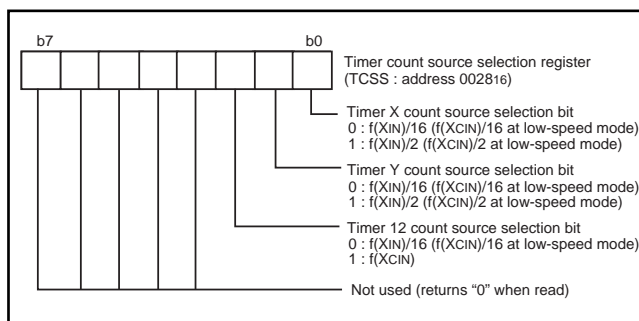 b7 b0
Timer count source selection register
(TCSS : address 002816)
Timer X count source selection bit
0 : f(XIN)/16 (f(XCIN)/16 at low-speed mode)
1 : f(XIN)/2 (f(XCIN)/2 at low-speed mode)
Timer Y count source selection bit
0 : f(XIN)/16 (f(XCIN)/16 at low-speed mode)
1 : f(XIN)/2 (f(XCIN)/2 at low-speed mode)
Timer 12 count source selection bit
0 : f(XIN)/16 (f(XCIN)/16 at low-speed mode)
1 : f(XCIN)
Not used (returns “0” when read)